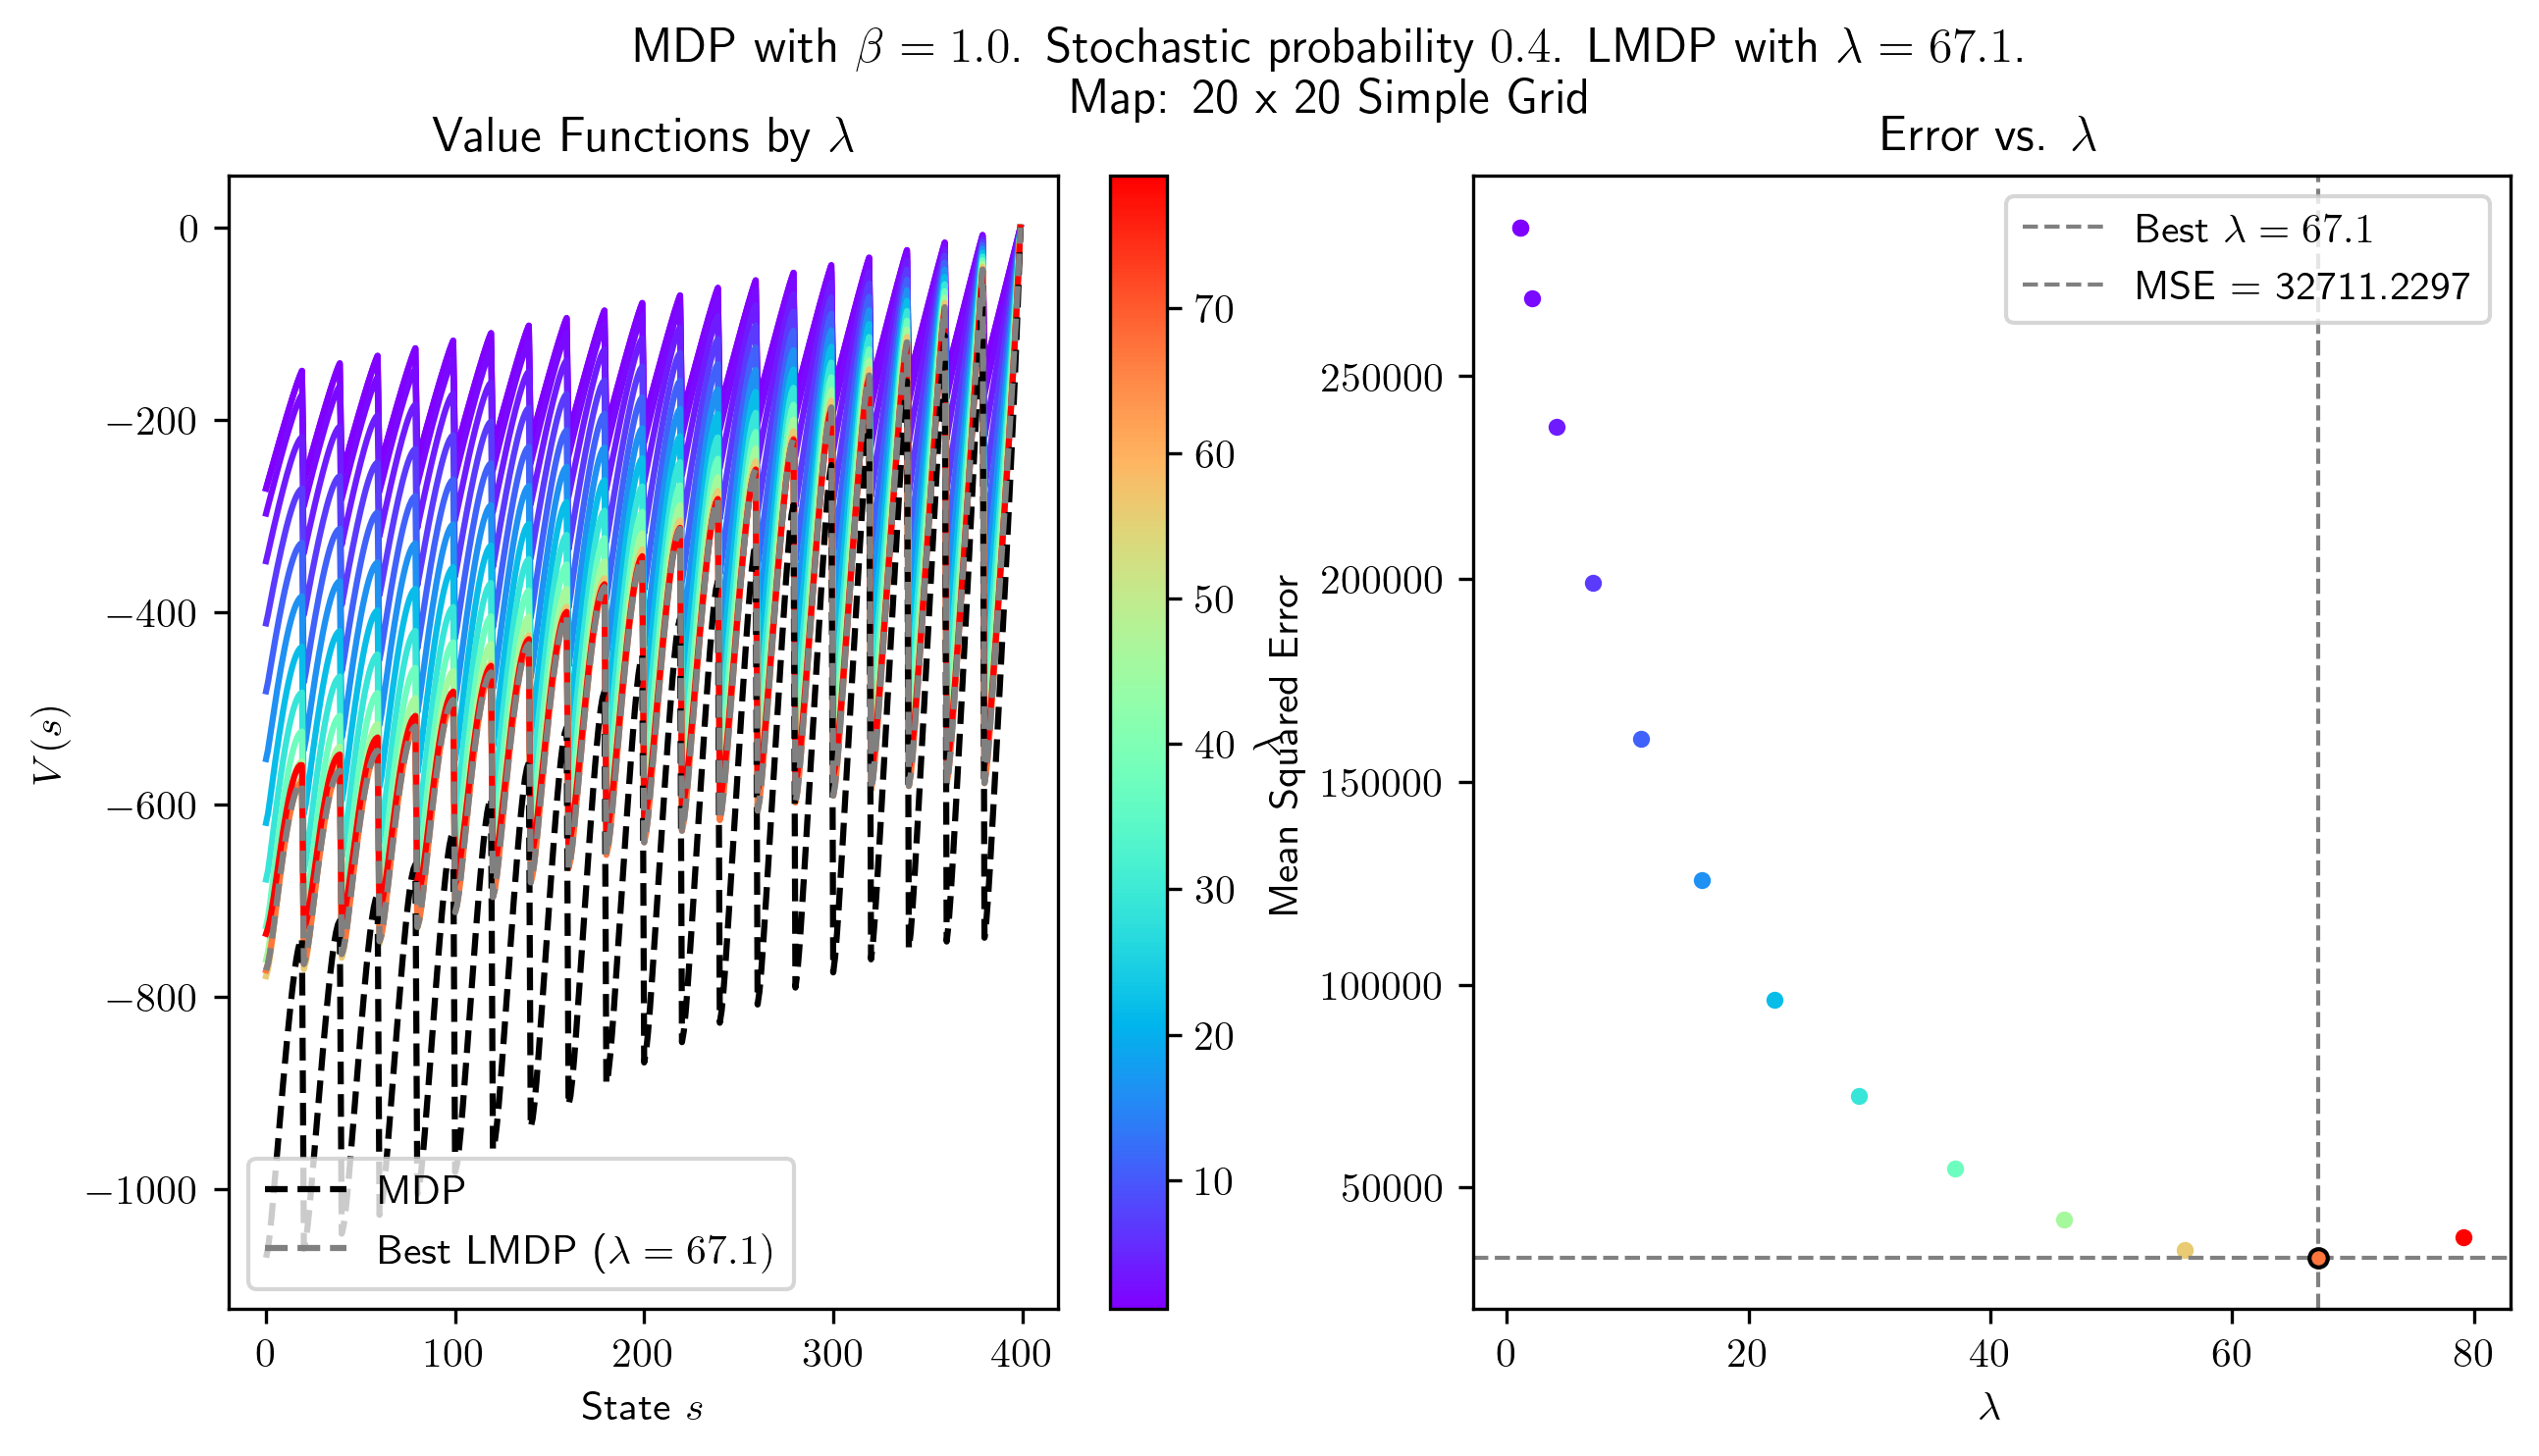 MDP with β = 1.0. Stochastic probability 0.4. LMDP with λ = 67.1.
Map: 20 x 20 Simple Grid
Value Functions by λ
0
−200
−400
−600
−800
−1000
V(s)
MDP
Best LMDP (λ = 67.1)
0 100 200 300 400
State s
70
60
50
40
30
20
10
λ
Error vs. λ
Best λ = 67.1
MSE = 32711.2297
250000
200000
150000
100000
50000
Mean Squared Error
0 20 40 60 80
λ